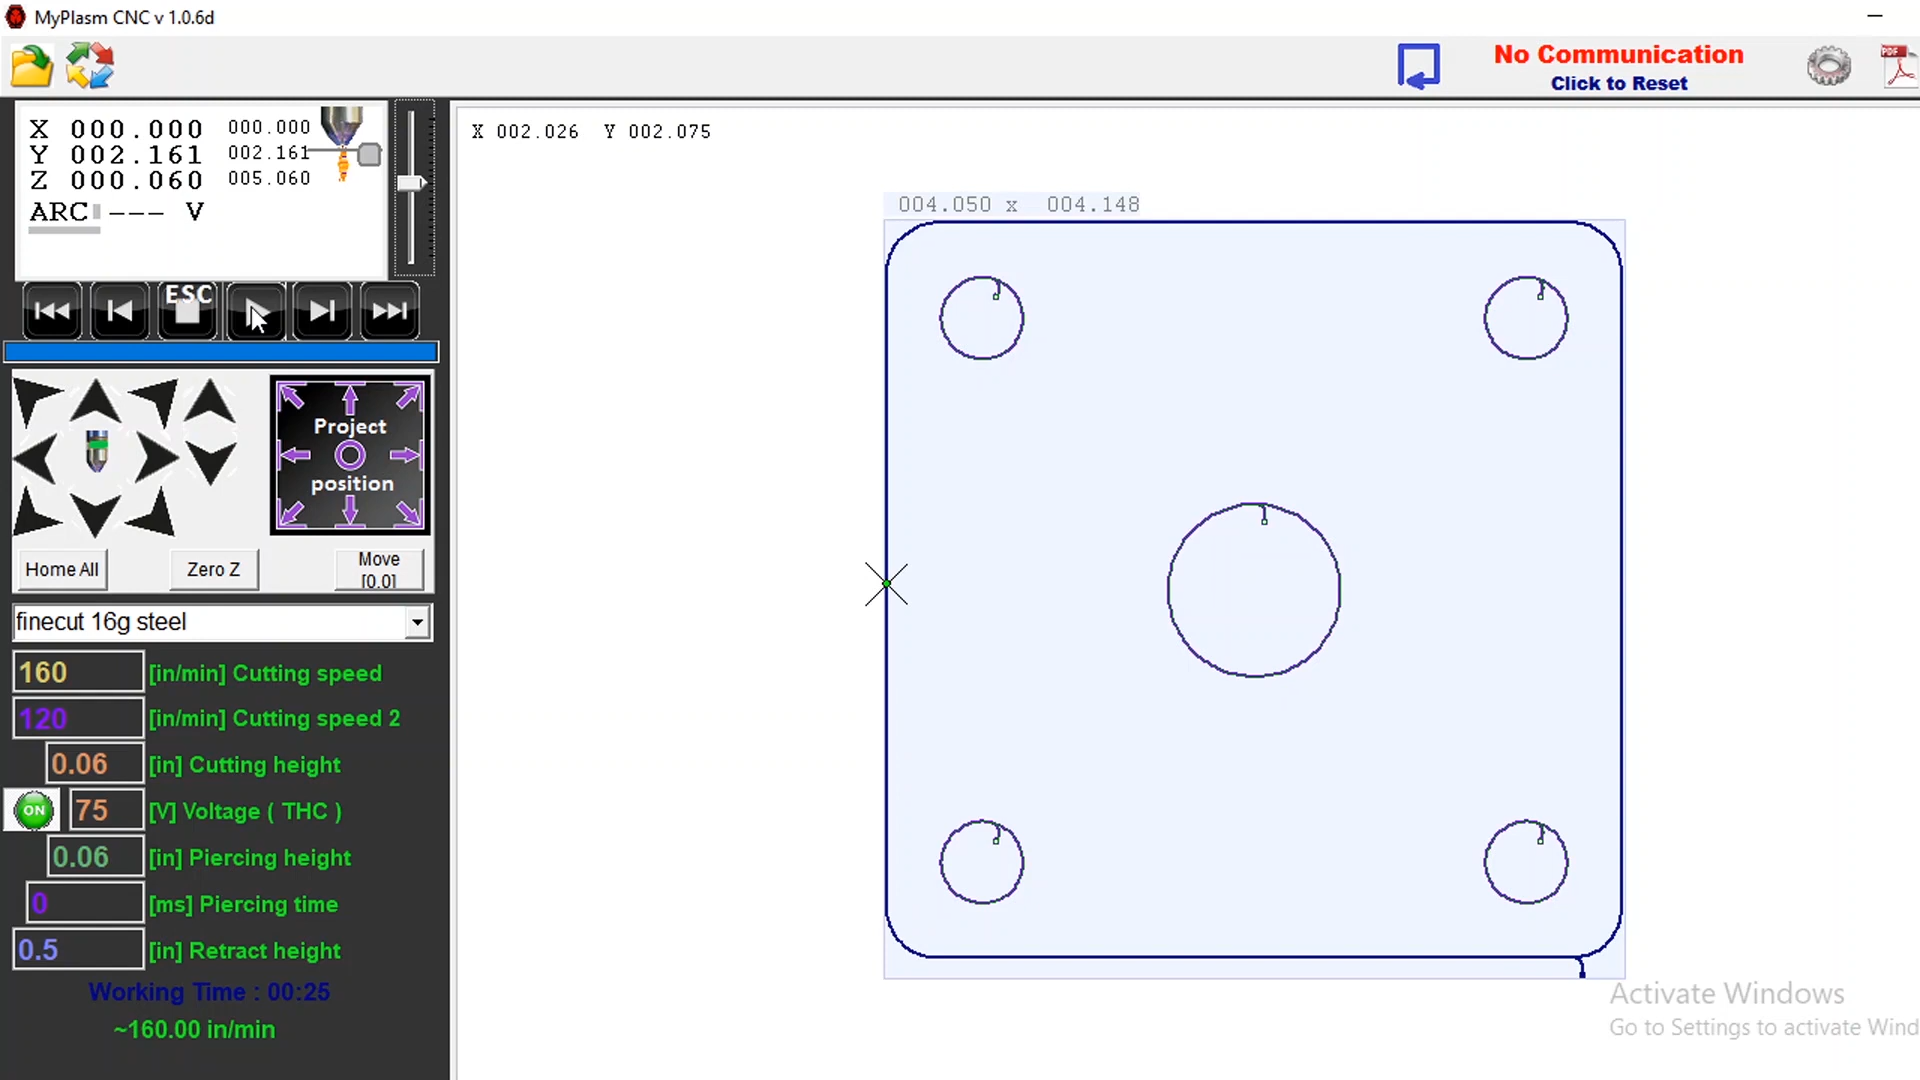 MyPlasm CNC v 1.0.6d
No Communication
Click to Reset
PDF
X 000.000 000.000
Y 002.161 002.161
Z 000.060 005.060
ARC --- V
X 002.026 Y 002.075
004.050 x 004.148
ESC
Project
position
Home All
Zero Z
Move
[0,0]
finecut 16g steel
160 [in/min] Cutting speed
120 [in/min] Cutting speed 2
0.06 [in] Cutting height
ON 75 [V] Voltage ( THC )
0.06 [in] Piercing height
0 [ms] Piercing time
0.5 [in] Retract height
Working Time : 00:25
~160.00 in/min
Activate Windows
Go to Settings to activate Wind